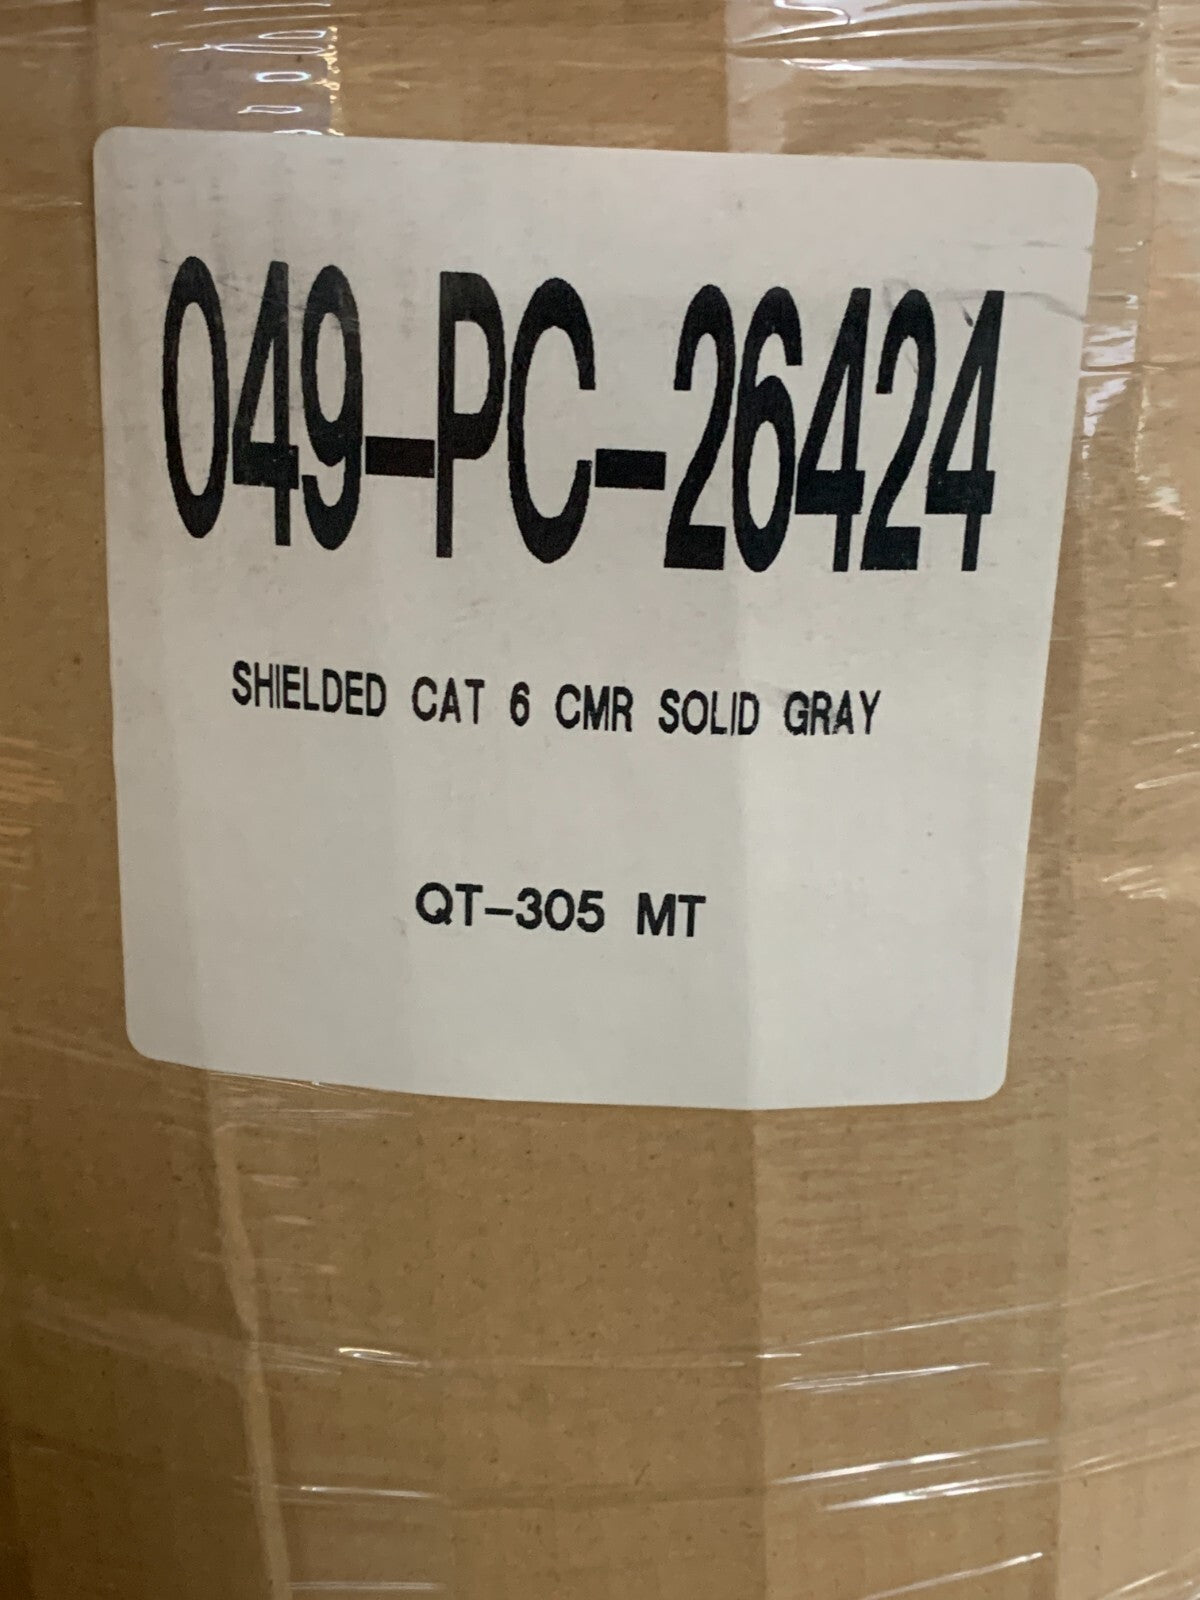 049-PC-26424
SHIELDED CAT 6 CMR SOLID GRAY
QT-305 MT